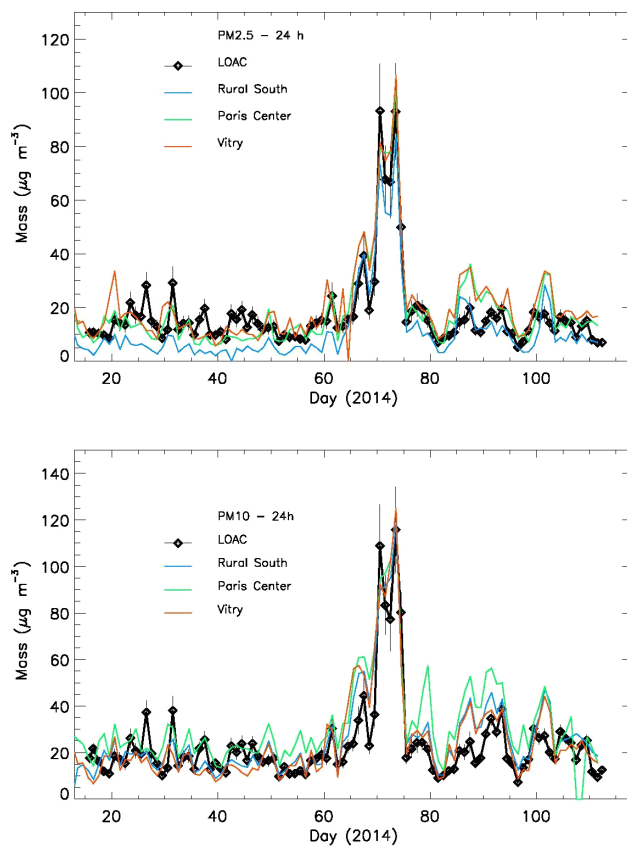 PM2.5 – 24 h
LOAC
Rural South
Paris Center
Vitry
Mass (μg m⁻³)
120
100
80
60
40
20
0
20 40 60 80 100
Day (2014)
PM10 – 24h
LOAC
Rural South
Paris Center
Vitry
Mass (μg m⁻³)
140
120
100
80
60
40
20
0
20 40 60 80 100
Day (2014)